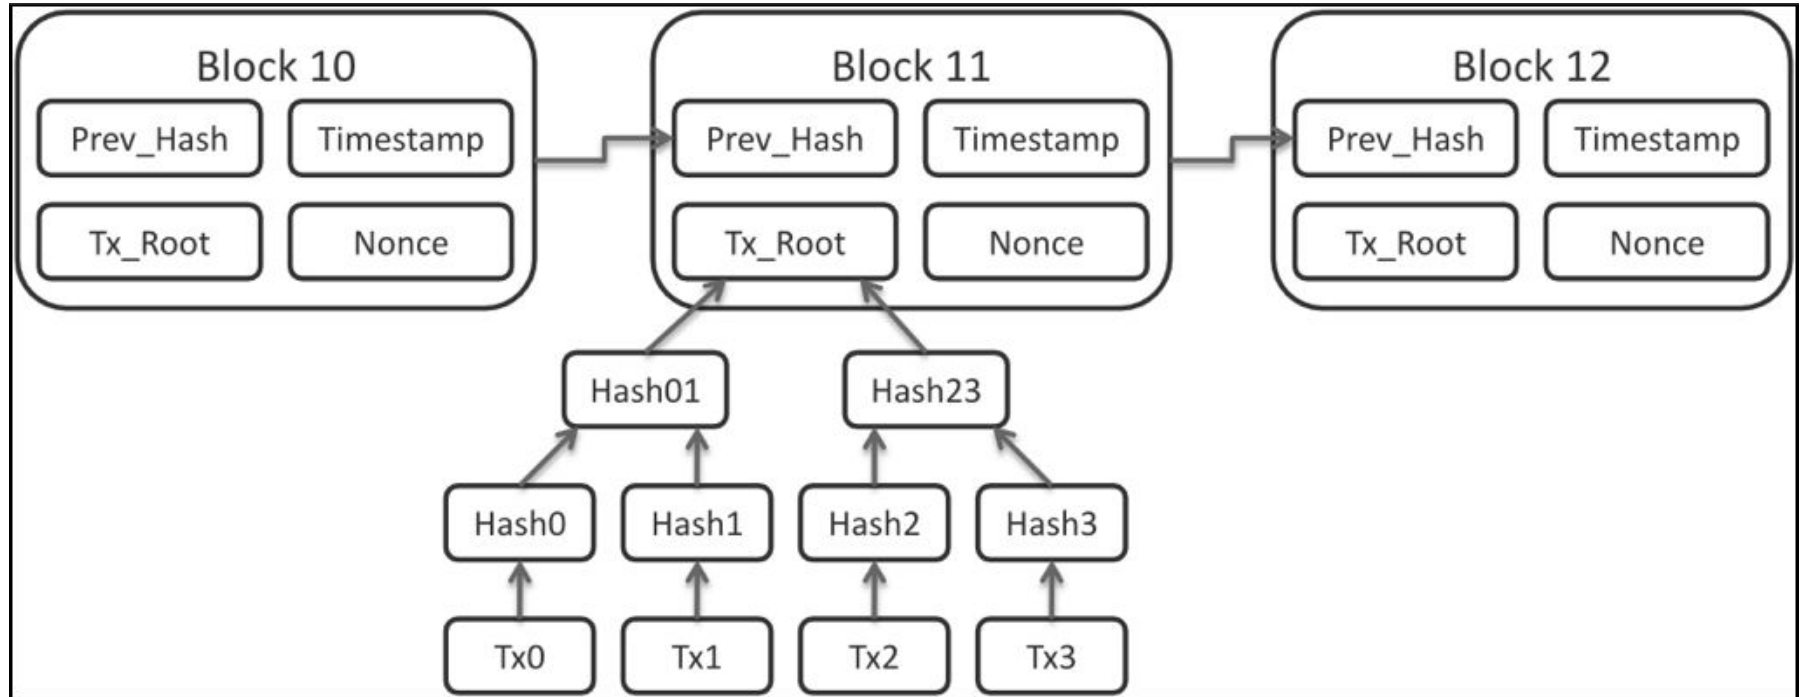 Block 10
Prev_Hash Timestamp
Tx_Root Nonce
Block 11
Prev_Hash Timestamp
Tx_Root Nonce
Block 12
Prev_Hash Timestamp
Tx_Root Nonce
Hash01 Hash23
Hash0 Hash1 Hash2 Hash3
Tx0 Tx1 Tx2 Tx3